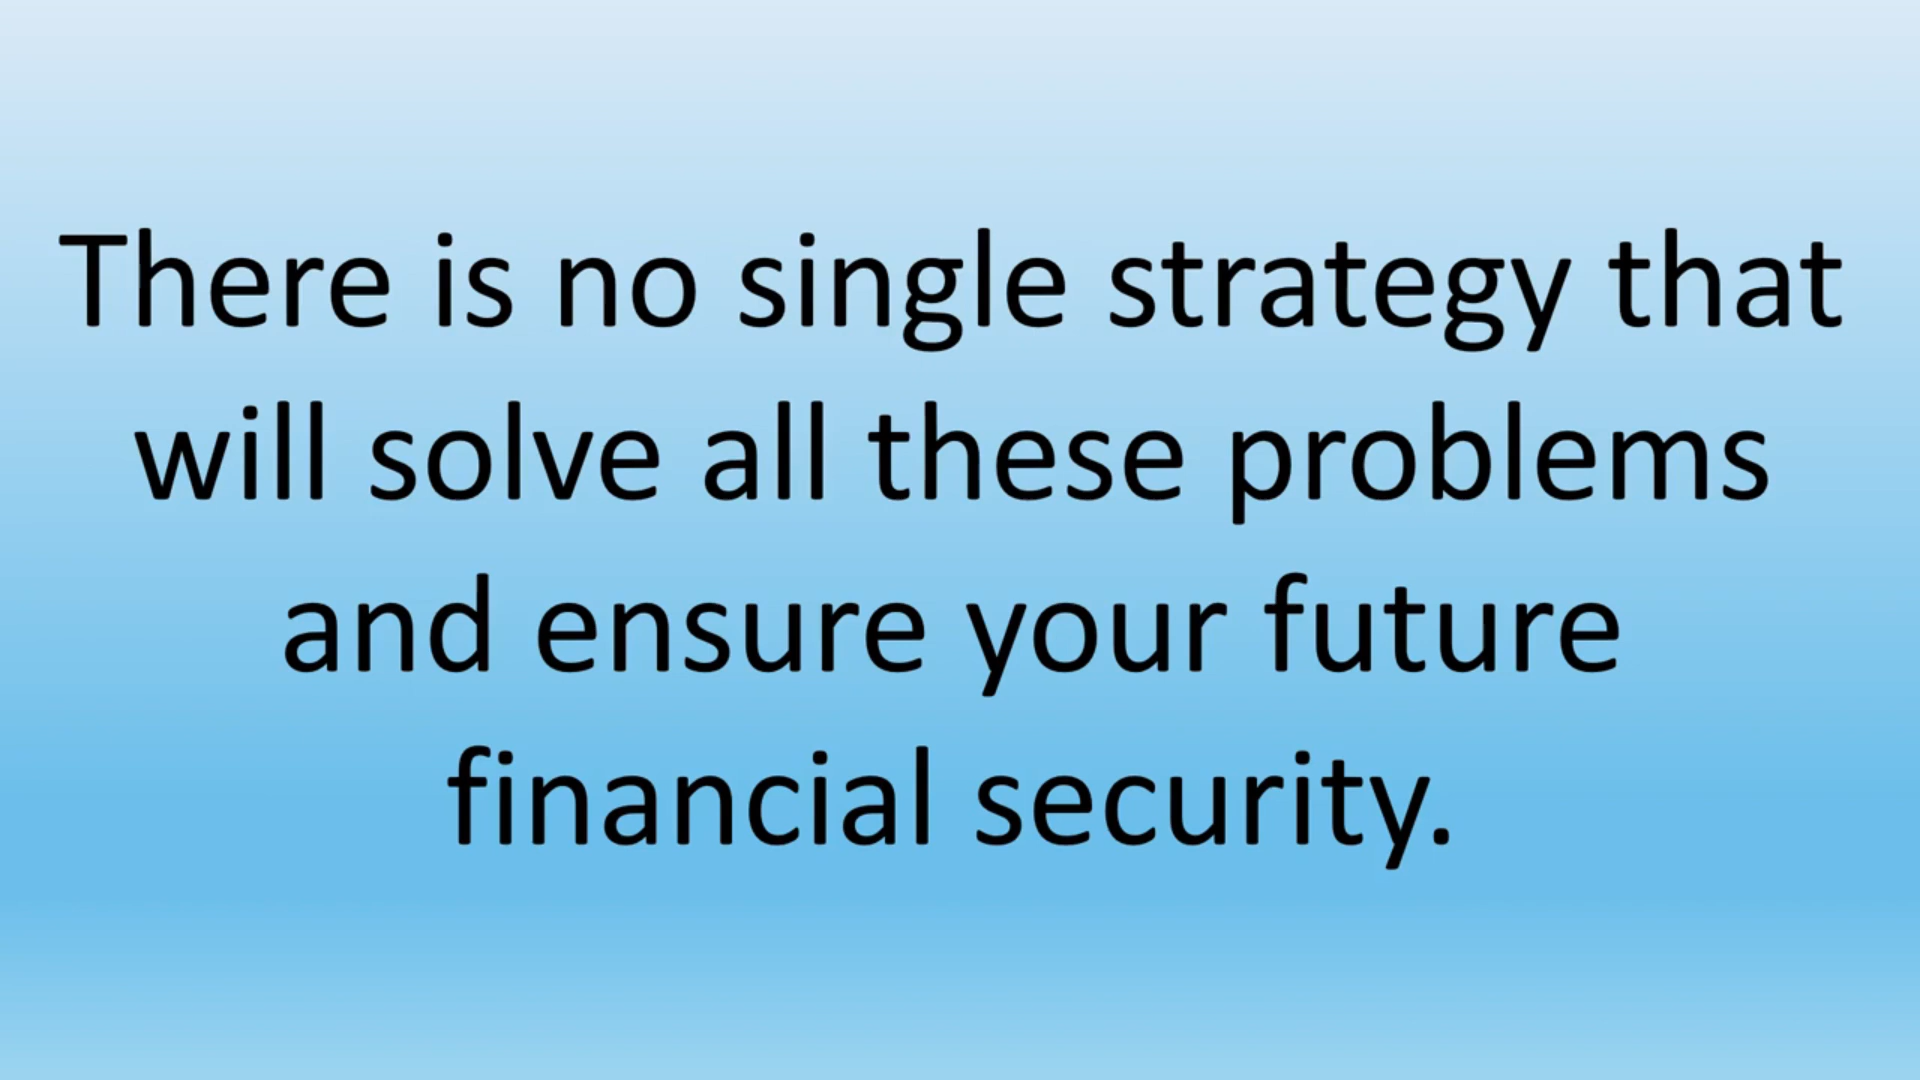 There is no single strategy that
will solve all these problems
and ensure your future
financial security.